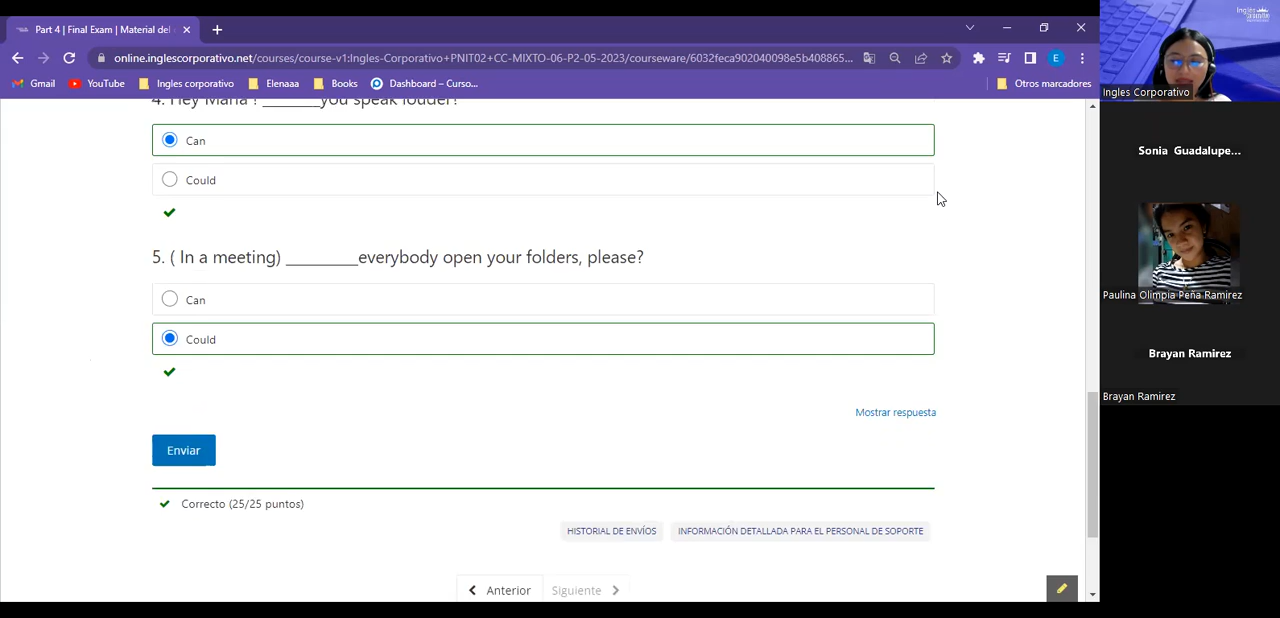 Part 4 | Final Exam | Material del
online.inglescorporativo.net/courses/course-v1:Ingles-Corporativo+PNIT02+CC-MIXTO-06-P2-05-2023/courseware/6032feca902040098e5b408865...
Gmail
YouTube
Ingles corporativo
Elenaaa
Books
Dashboard – Curso...
Otros marcadores
E
4. Hey Maria ! ________you speak louder?
Can
Could
5. ( In a meeting) _________everybody open your folders, please?
Can
Could
Mostrar respuesta
Enviar
Correcto (25/25 puntos)
HISTORIAL DE ENVÍOS
INFORMACIÓN DETALLADA PARA EL PERSONAL DE SOPORTE
Anterior
Siguiente
Ingles Corporativo
Sonia Guadalupe...
Paulina Olimpia Peña Ramirez
Brayan Ramirez
Brayan Ramirez